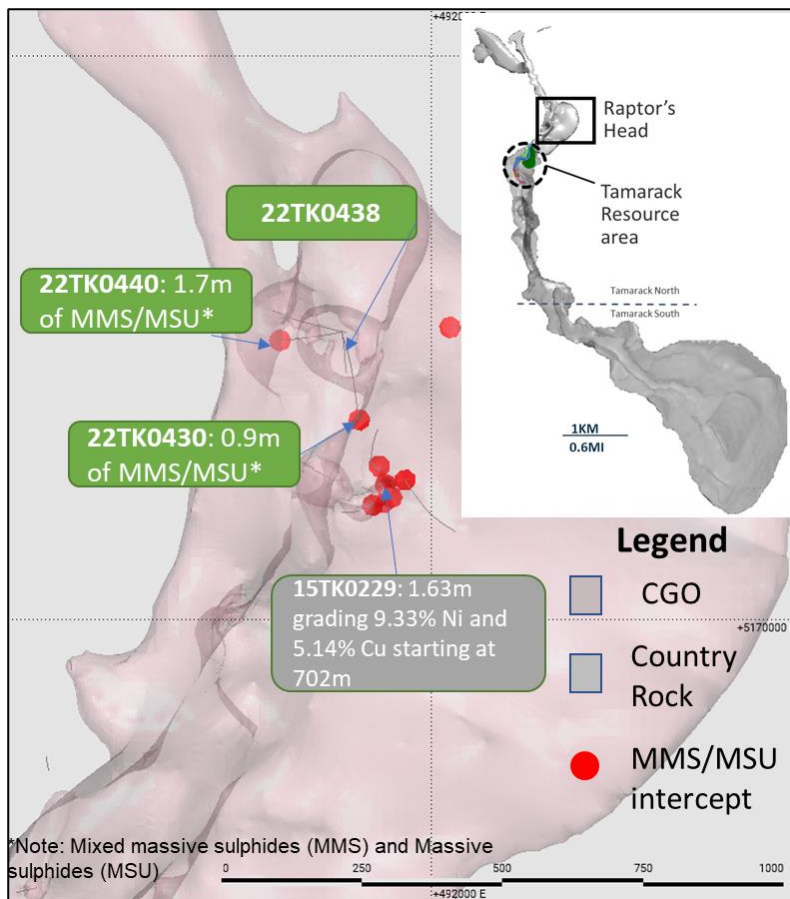 +492000 E
Raptor's
Head
Tamarack
Resource
area
Tamarack North
Tamarack South
1KM
0.6MI
22TK0438
22TK0440: 1.7m
of MMS/MSU*
22TK0430: 0.9m
of MMS/MSU*
15TK0229: 1.63m
grading 9.33% Ni and
5.14% Cu starting at
702m
Legend
CGO
+5170000
Country
Rock
MMS/MSU
intercept
*Note: Mixed massive sulphides (MMS) and Massive
sulphides (MSU)
0 250 500 750 1000
+492000 E